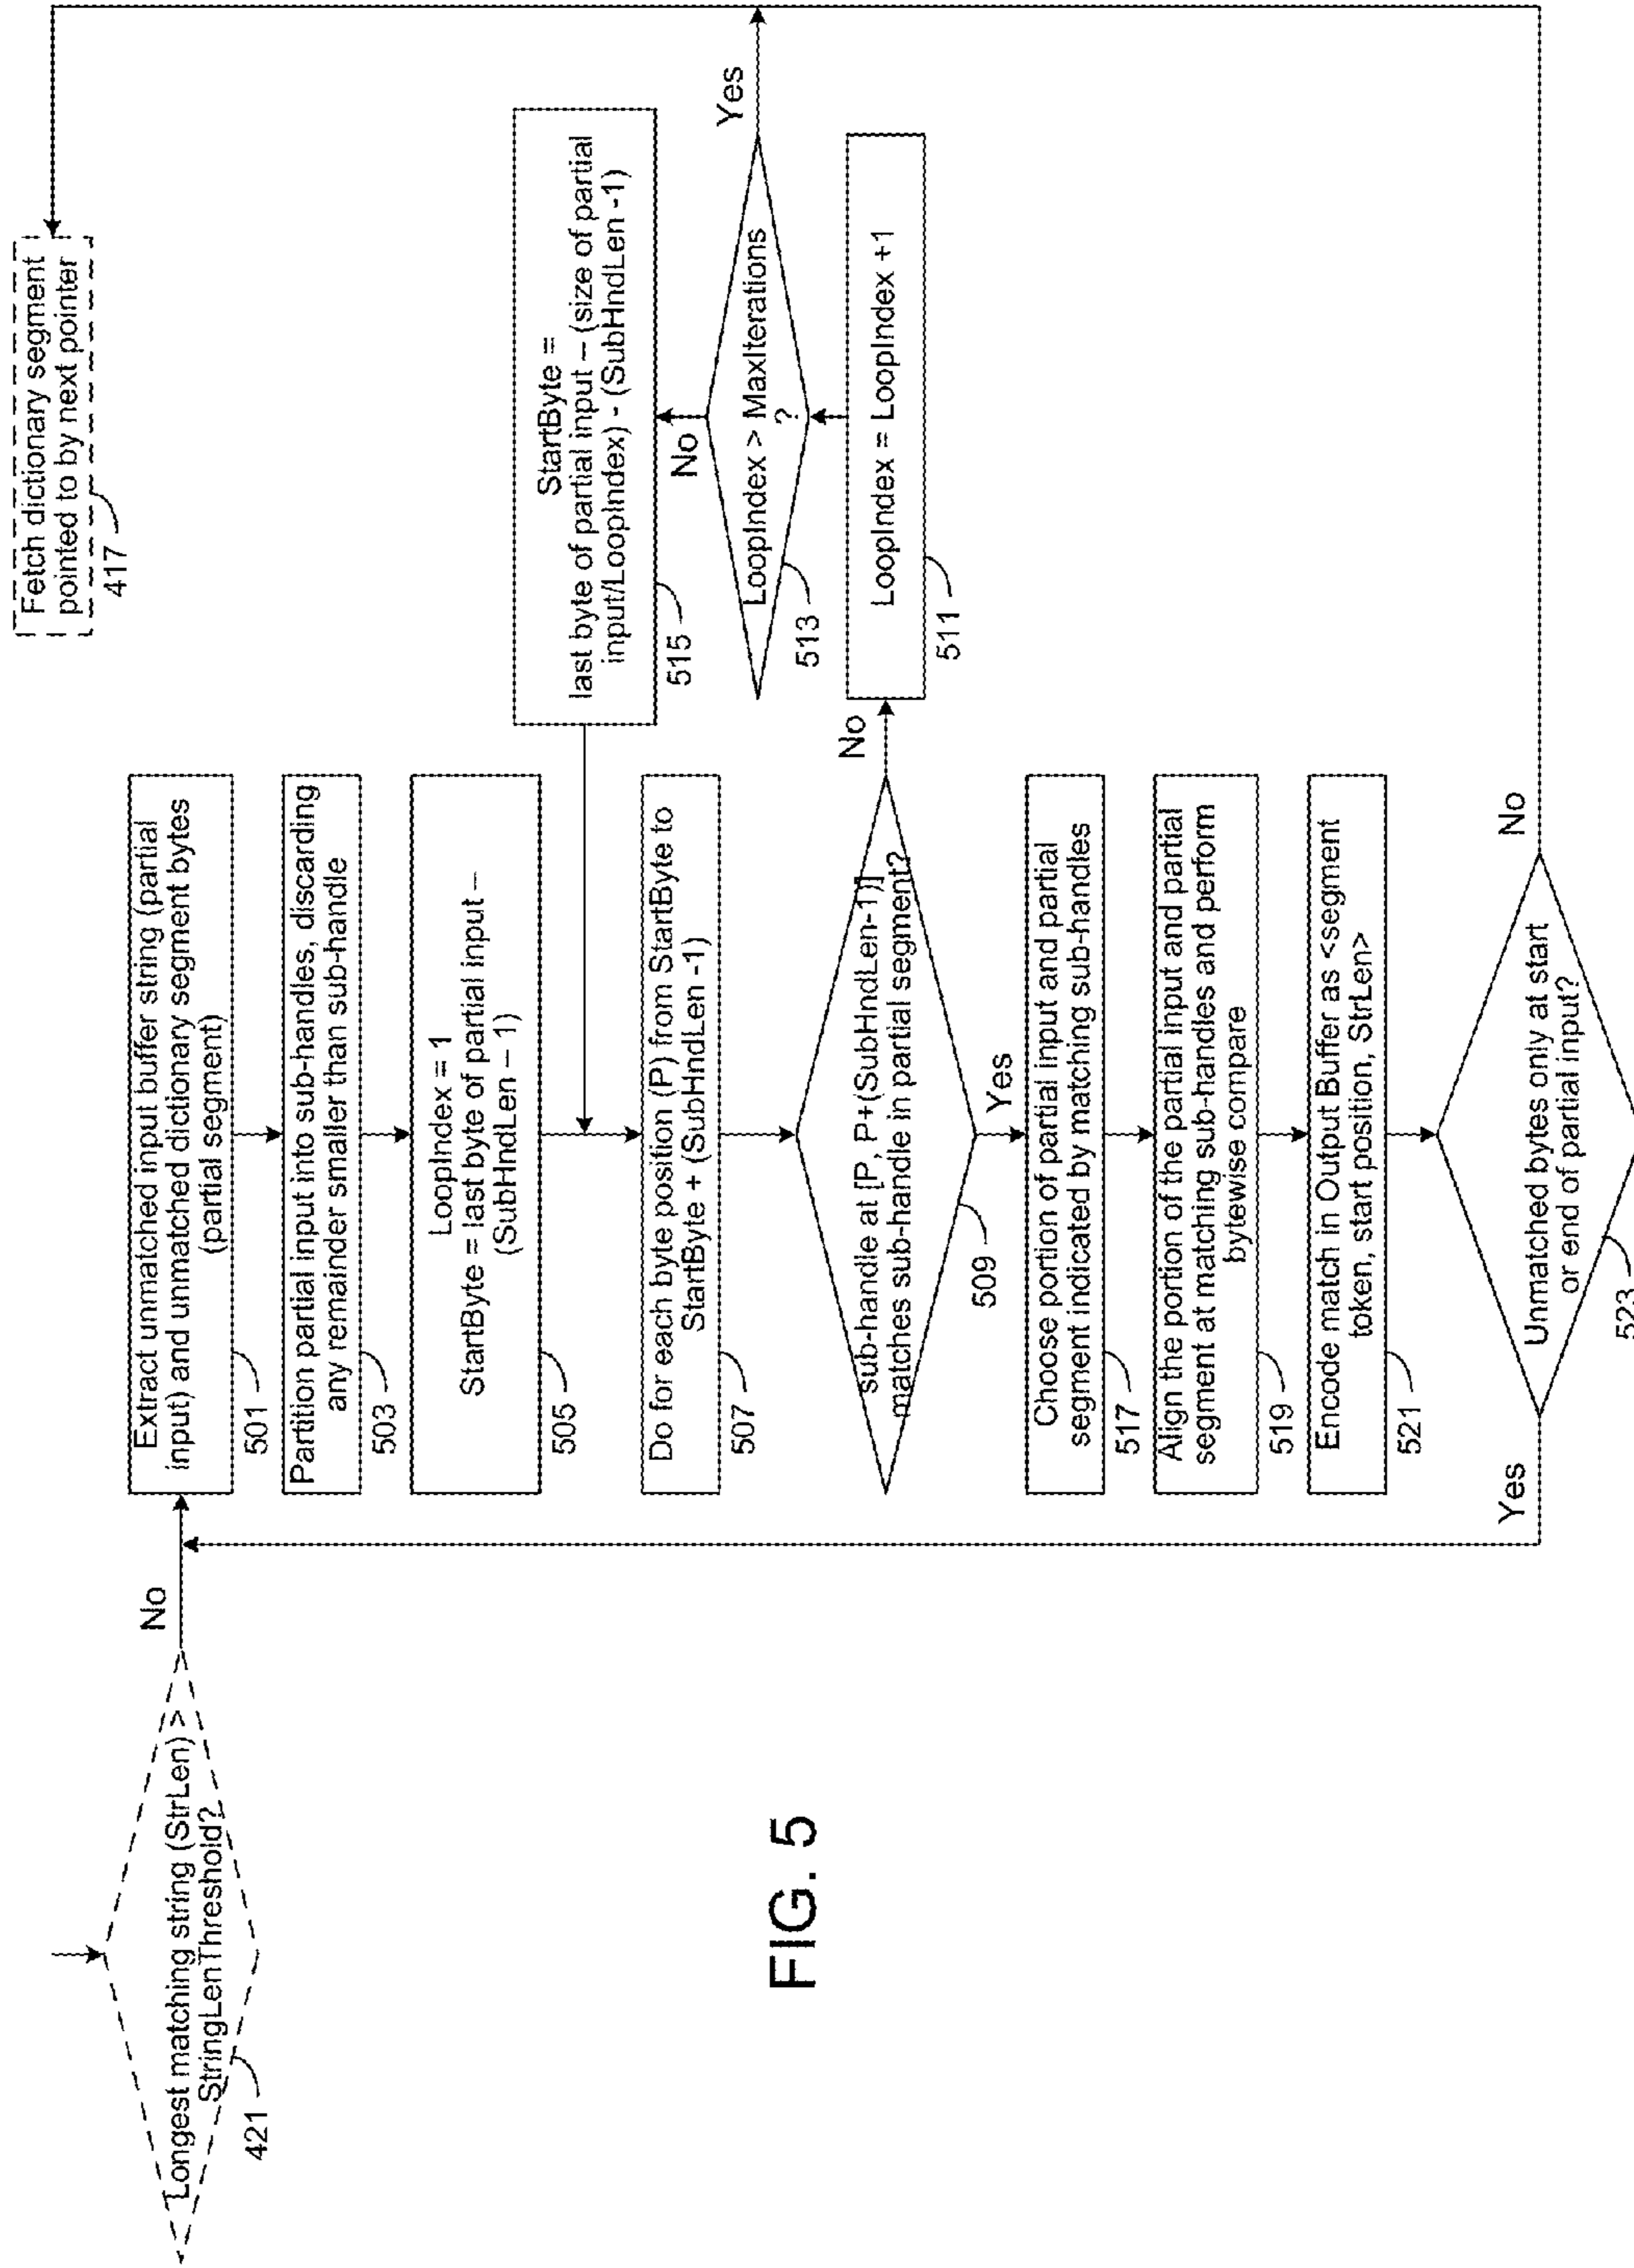 Fetch dictionary segment
pointed to by next pointer
417
Longest matching string (StrLen) >
StringLenThreshold?
421
No
Extract unmatched input buffer string (partial
input) and unmatched dictionary segment bytes
(partial segment)
501
Partition partial input into sub-handles, discarding
any remainder smaller than sub-handle
503
LoopIndex = 1
StartByte = last byte of partial input –
(SubHndLen – 1)
505
Do for each byte position (P) from StartByte to
StartByte + (SubHndLen -1)
507
sub-handle at [P, P+(SubHndLen-1)]
matches sub-handle in partial segment?
509
No
Yes
LoopIndex = LoopIndex +1
511
LoopIndex > MaxIterations
?
513
No
Yes
StartByte =
last byte of partial input – (size of partial
input/LoopIndex) - (SubHndLen -1)
515
Choose portion of partial input and partial
segment indicated by matching sub-handles
517
Align the portion of the partial input and partial
segment at matching sub-handles and perform
bytewise compare
519
Encode match in Output Buffer as <segment
token, start position, StrLen>
521
Unmatched bytes only at start
or end of partial input?
523
Yes
No
FIG. 5